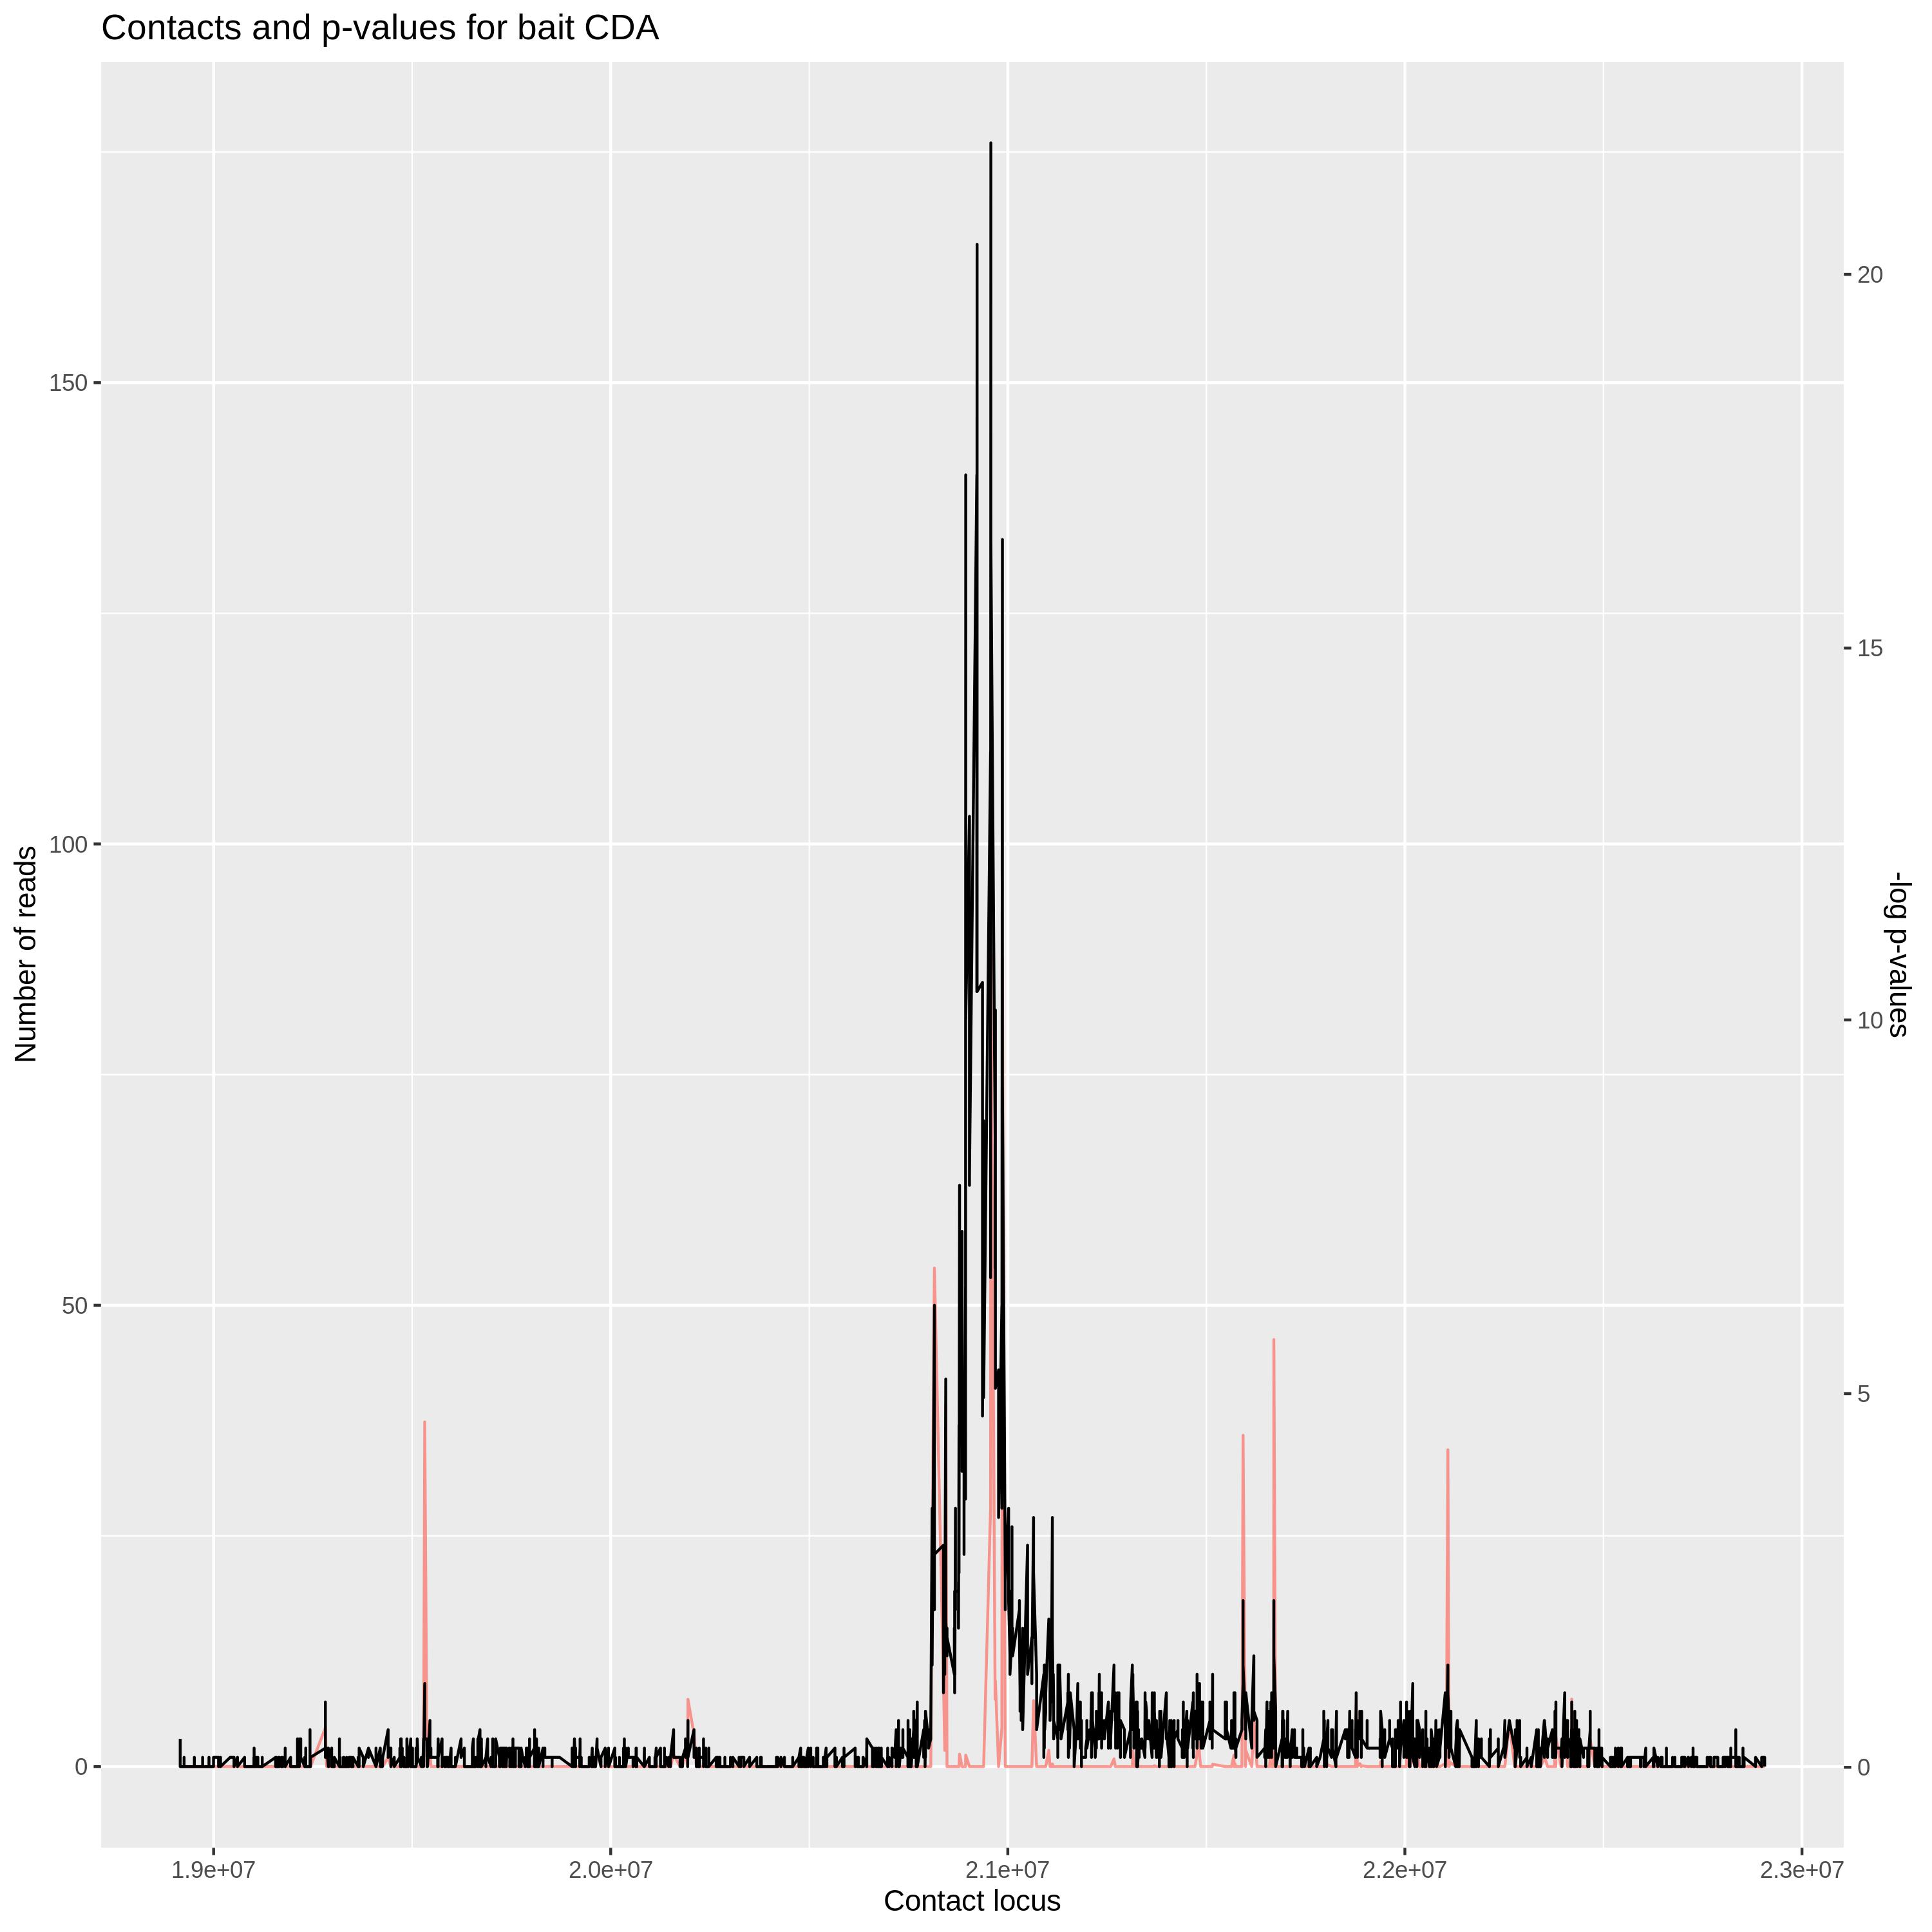 Contacts and p-values for bait CDA
Number of reads
150
100
50
0
20
15
10
5
0
-log p-values
1.9e+07
2.0e+07
2.1e+07
2.2e+07
2.3e+07
Contact locus